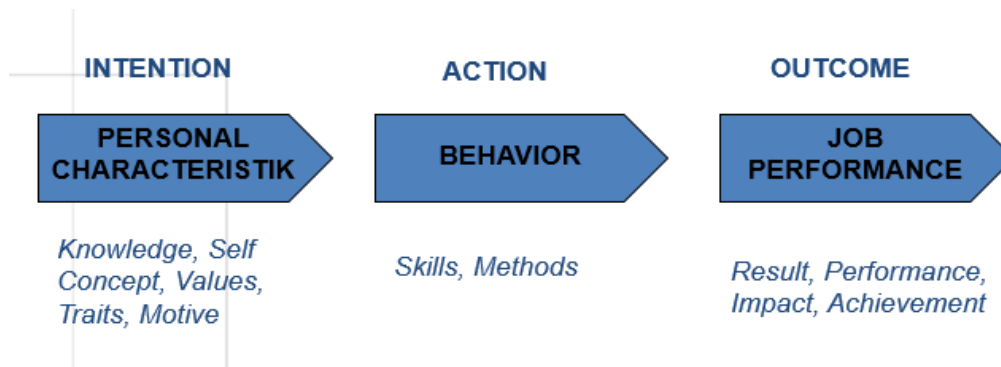 INTENTION
ACTION
OUTCOME
PERSONAL
CHARACTERISTIK
BEHAVIOR
JOB
PERFORMANCE
Knowledge, Self
Concept, Values,
Traits, Motive
Skills, Methods
Result, Performance,
Impact, Achievement